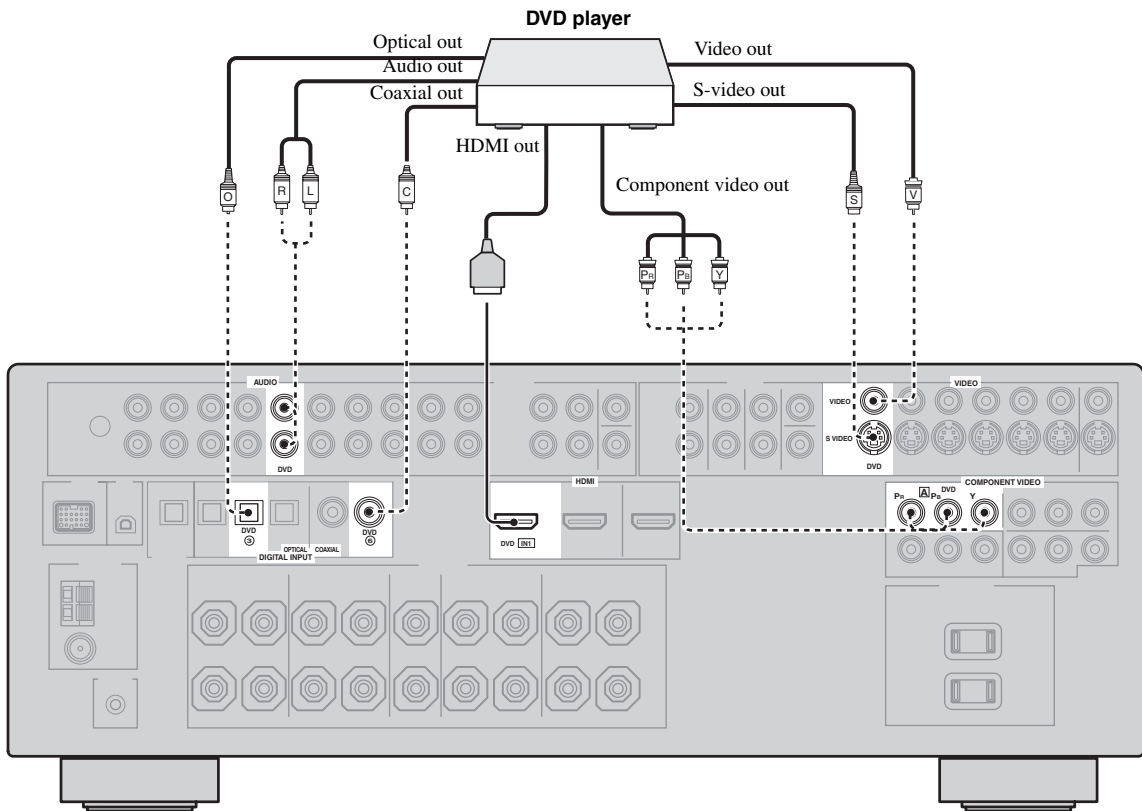 DVD player
Optical out
Audio out
Coaxial out
Video out
S-video out
HDMI out
Component video out
O
R
L
C
PR
PB
Y
S
V
AUDIO
VIDEO
VIDEO
S VIDEO
DVD
DVD
HDMI
COMPONENT VIDEO
PR
A
PB
DVD
Y
DVD
3
OPTICAL
COAXIAL
DVD
6
DIGITAL INPUT
DVD IN1